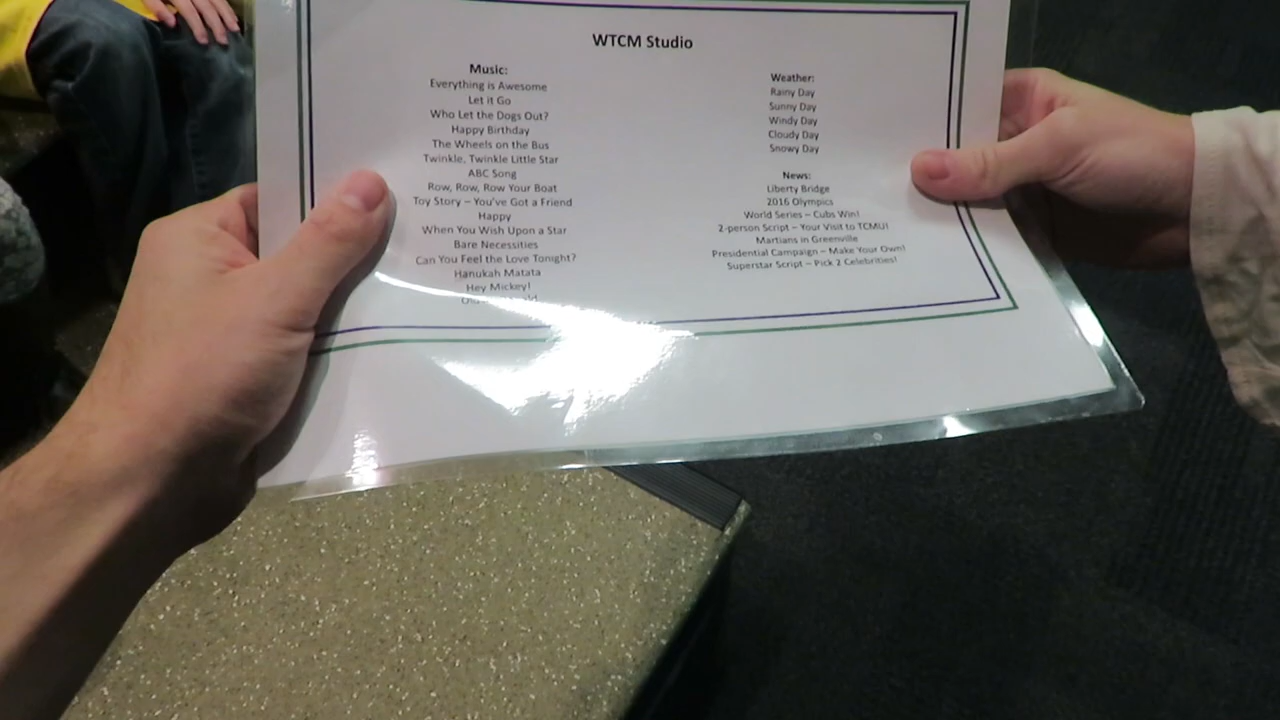 WTCM Studio
Music:
Everything is Awesome
Let it Go
Who Let the Dogs Out?
Happy Birthday
The Wheels on the Bus
Twinkle, Twinkle Little Star
ABC Song
Row, Row, Row Your Boat
Toy Story – You've Got a Friend
Happy
When You Wish Upon a Star
Bare Necessities
Can You Feel the Love Tonight?
Hanukah Matata
Hey Mickey!
Weather:
Rainy Day
Sunny Day
Windy Day
Cloudy Day
Snowy Day
News:
Liberty Bridge
2016 Olympics
World Series – Cubs Win!
2-person Script – Your Visit to TCMU!
Martians in Greenville
Presidential Campaign – Make Your Own!
Superstar Script – Pick 2 Celebrities!